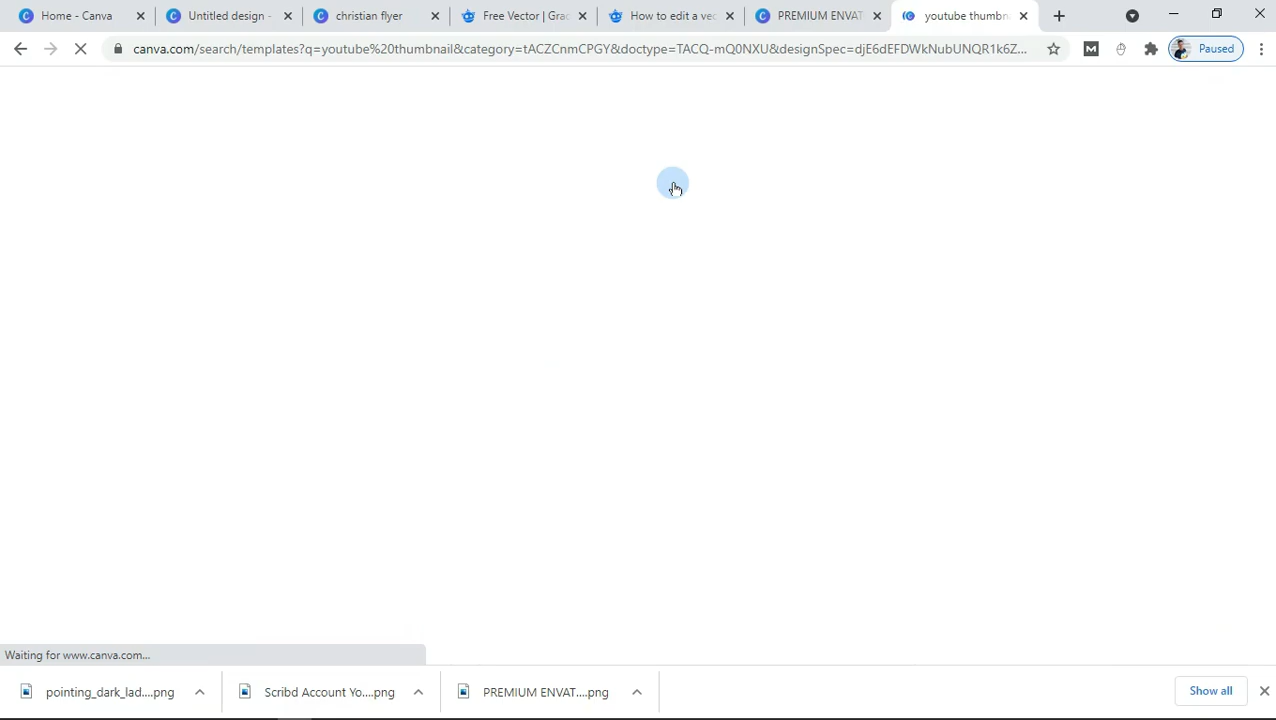 Home - Canva
Untitled design -
christian flyer
Free Vector | Grac
How to edit a vec
PREMIUM ENVAT
youtube thumbn
canva.com/search/templates?q=youtube%20thumbnail&category=tACZCnmCPGY&doctype=TACQ-mQ0NXU&designSpec=djE6dEFDWkNubUNQR1k6Z...
M
Paused
Waiting for www.canva.com...
pointing_dark_lad....png
Scribd Account Yo....png
PREMIUM ENVAT....png
Show all